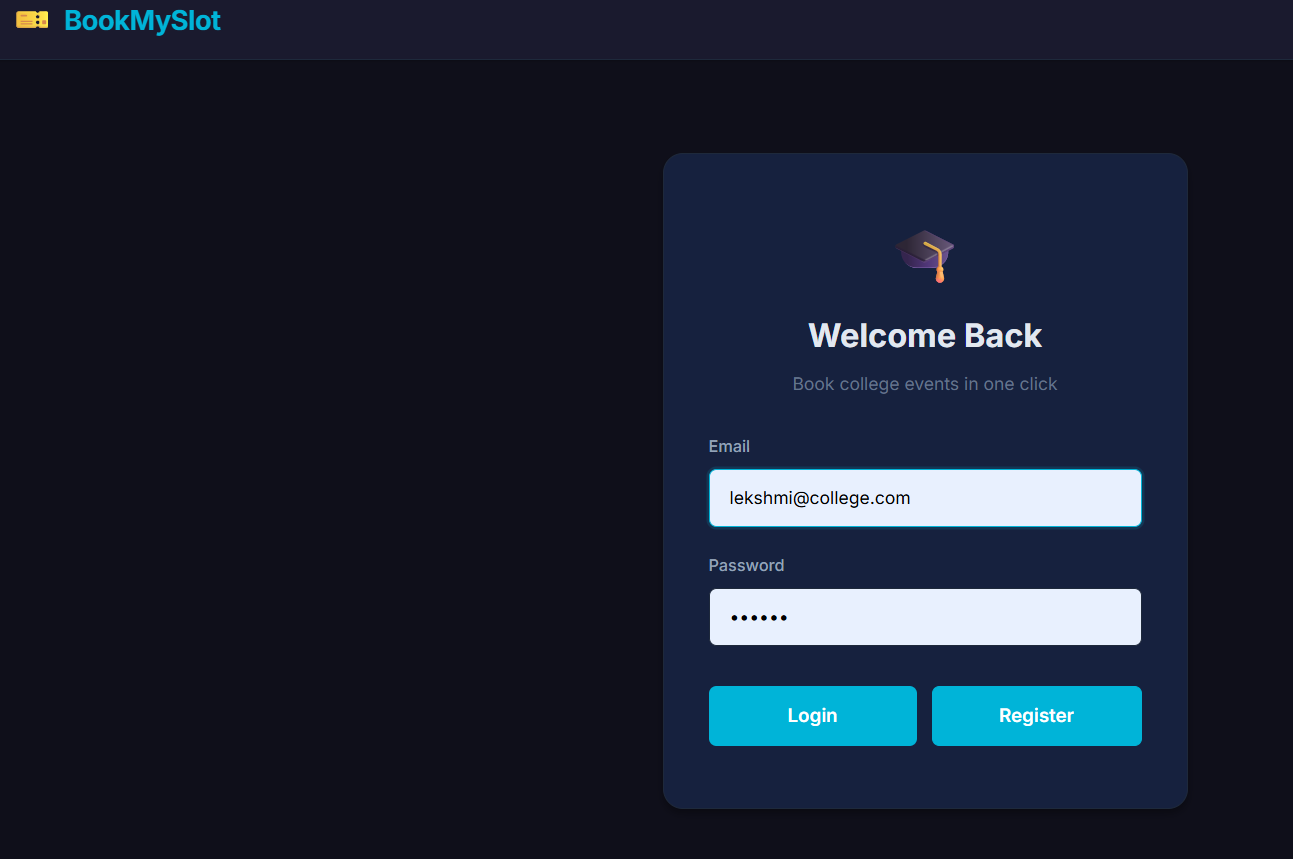 BookMySlot
Welcome Back
Book college events in one click
Email
lekshmi@college.com
Password
••••••
Login Register